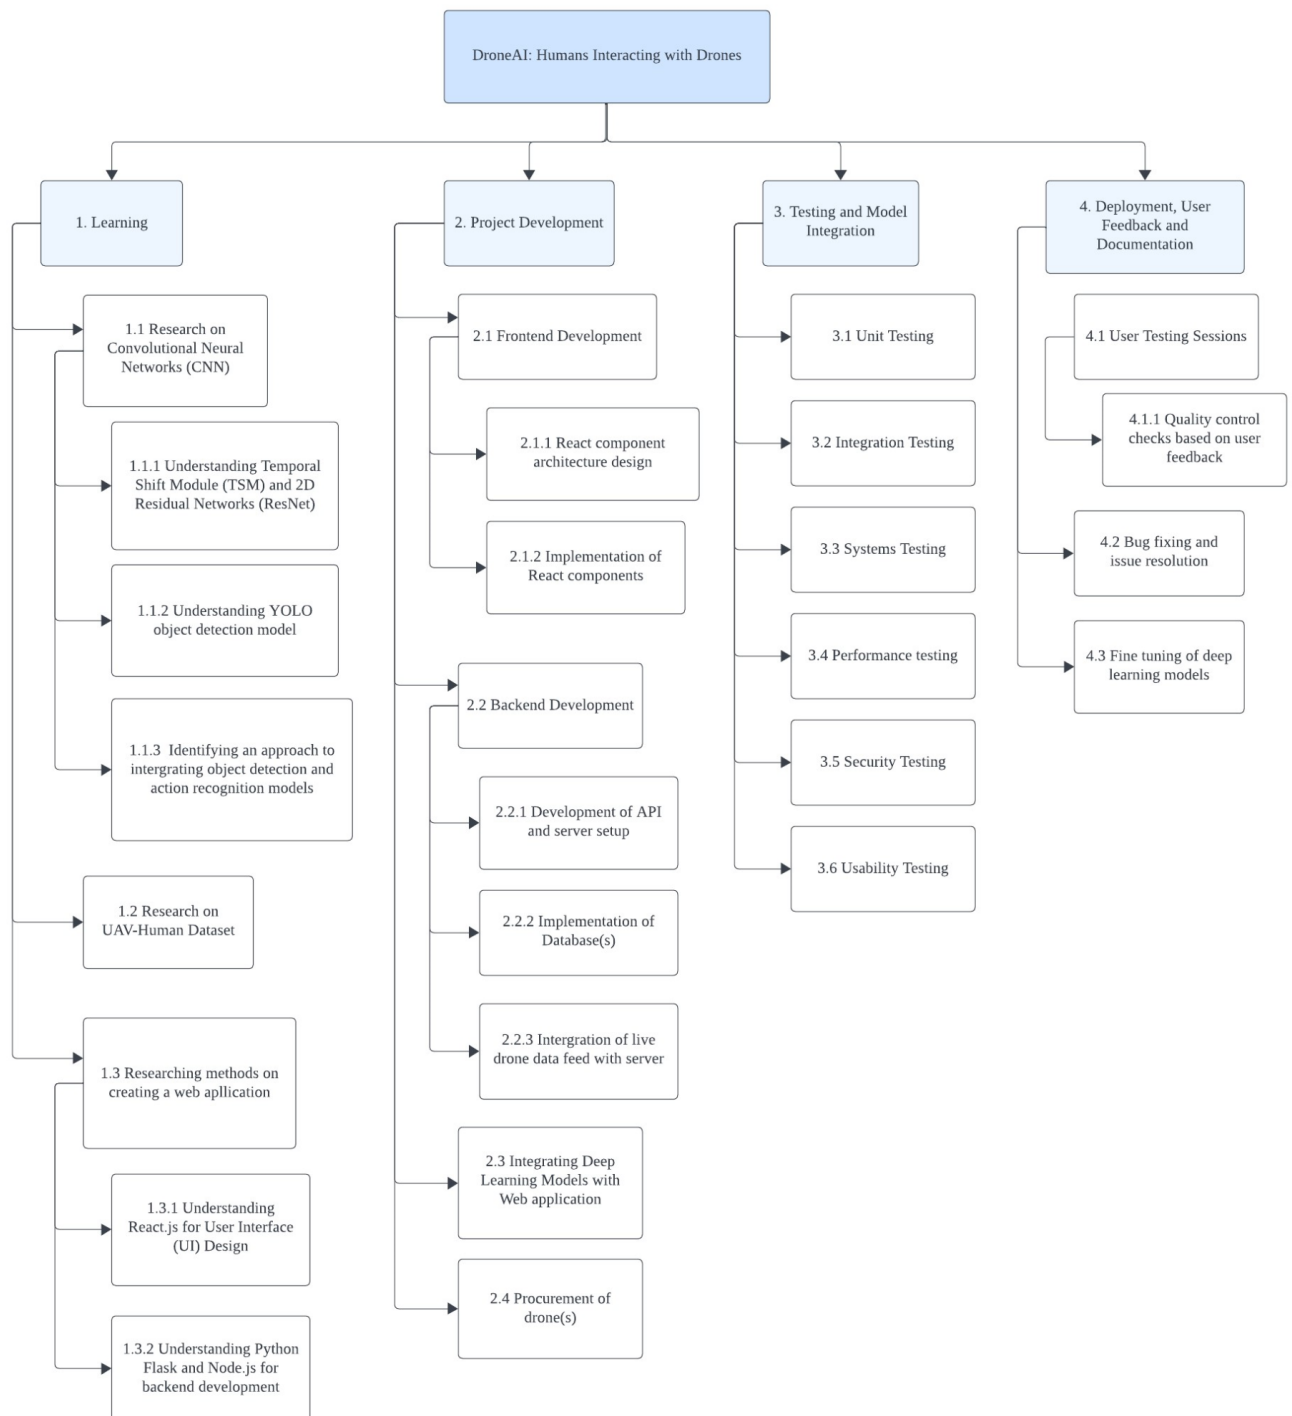 DroneAI: Humans Interacting with Drones
1. Learning
1.1 Research on
Convolutional Neural
Networks (CNN)
1.1.1 Understanding Temporal
Shift Module (TSM) and 2D
Residual Networks (ResNet)
1.1.2 Understanding YOLO
object detection model
1.1.3  Identifying an approach to
intergrating object detection and
action recognition models
1.2 Research on
UAV-Human Dataset
1.3 Researching methods on
creating a web apllication
1.3.1 Understanding
React.js for User Interface
(UI) Design
1.3.2 Understanding Python
Flask and Node.js for
backend development
2. Project Development
2.1 Frontend Development
2.1.1 React component
architecture design
2.1.2 Implementation of
React components
2.2 Backend Development
2.2.1 Development of API
and server setup
2.2.2 Implementation of
Database(s)
2.2.3 Intergration of live
drone data feed with server
2.3 Integrating Deep
Learning Models with
Web application
2.4 Procurement of
drone(s)
3. Testing and Model
Integration
3.1 Unit Testing
3.2 Integration Testing
3.3 Systems Testing
3.4 Performance testing
3.5 Security Testing
3.6 Usability Testing
4. Deployment, User
Feedback and
Documentation
4.1 User Testing Sessions
4.1.1 Quality control
checks based on user
feedback
4.2 Bug fixing and
issue resolution
4.3 Fine tuning of deep
learning models